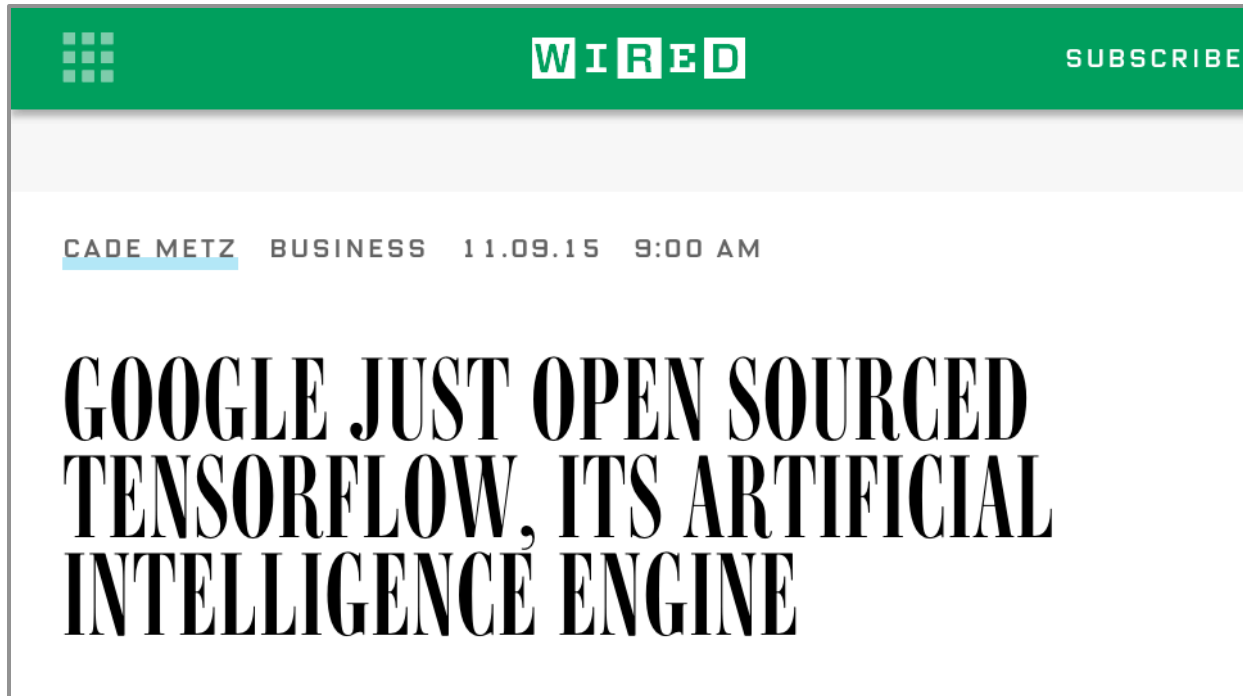 WIRED
SUBSCRIBE
CADE METZ BUSINESS 11.09.15 9:00 AM
GOOGLE JUST OPEN SOURCED
TENSORFLOW, ITS ARTIFICIAL
INTELLIGENCE ENGINE